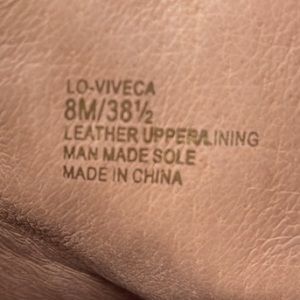 LO-VIVECA
8M/38½
LEATHER UPPER/LINING
MAN MADE SOLE
MADE IN CHINA